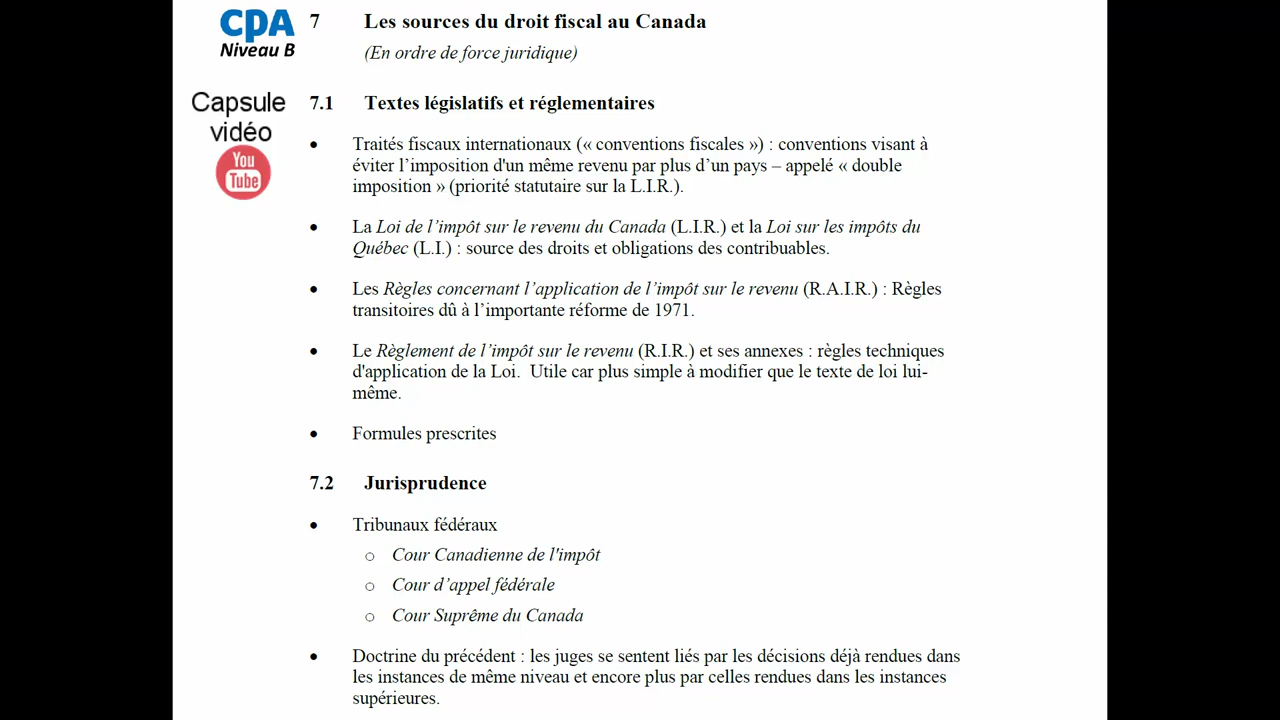 CPA
Niveau B
7 Les sources du droit fiscal au Canada
(En ordre de force juridique)
Capsule
vidéo
You
Tube
7.1 Textes législatifs et réglementaires
• Traités fiscaux internationaux (« conventions fiscales ») : conventions visant à
éviter l’imposition d'un même revenu par plus d’un pays – appelé « double
imposition » (priorité statutaire sur la L.I.R.).
• La Loi de l’impôt sur le revenu du Canada (L.I.R.) et la Loi sur les impôts du
Québec (L.I.) : source des droits et obligations des contribuables.
• Les Règles concernant l’application de l’impôt sur le revenu (R.A.I.R.) : Règles
transitoires dû à l’importante réforme de 1971.
• Le Règlement de l’impôt sur le revenu (R.I.R.) et ses annexes : règles techniques
d'application de la Loi. Utile car plus simple à modifier que le texte de loi lui-
même.
• Formules prescrites
7.2 Jurisprudence
• Tribunaux fédéraux
o Cour Canadienne de l'impôt
o Cour d’appel fédérale
o Cour Suprême du Canada
• Doctrine du précédent : les juges se sentent liés par les décisions déjà rendues dans
les instances de même niveau et encore plus par celles rendues dans les instances
supérieures.